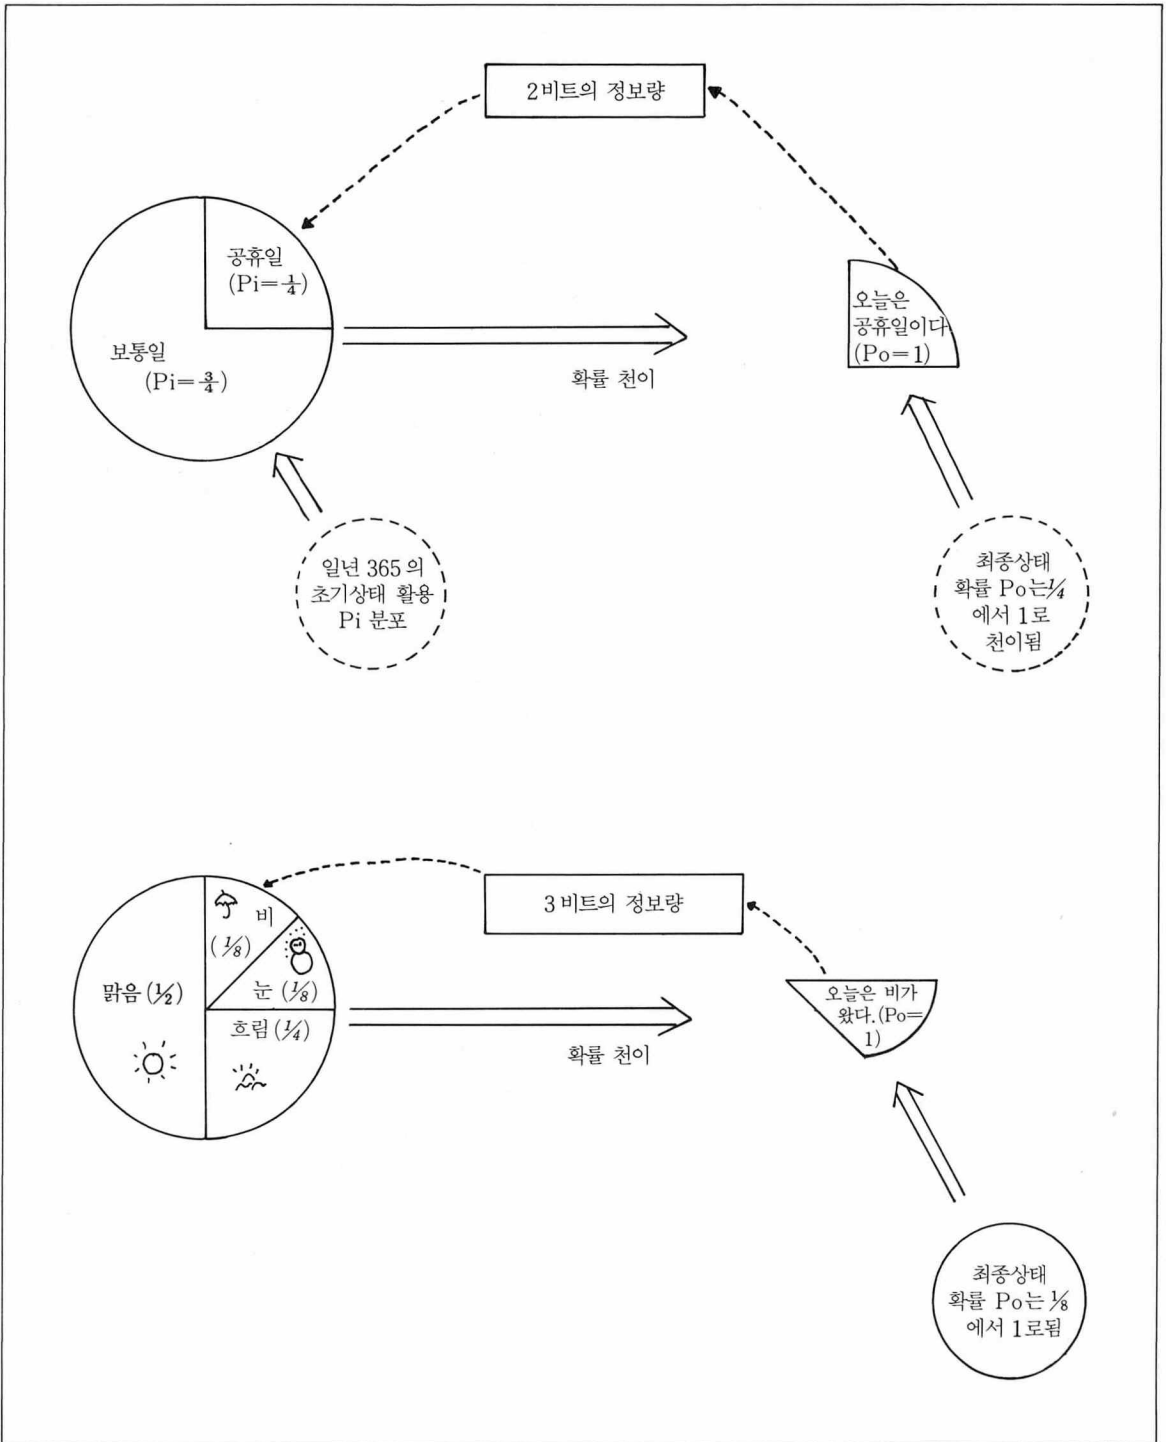 2비트의 정보량
공휴일
(Pi=¼)
보통일
(Pi=¾)
확률 천이
오늘은
공휴일이다.
(Po=1)
일년 365의
초기상태 활용
Pi 분포
최종상태
확률 Po는¼
에서 1로
천이됨
3비트의 정보량
비
(⅛)
눈 (⅛)
맑음 (½)
흐림 (¼)
확률 천이
오늘은 비가
왔다.(Po=
1)
최종상태
확률 Po는 ⅛
에서 1로됨